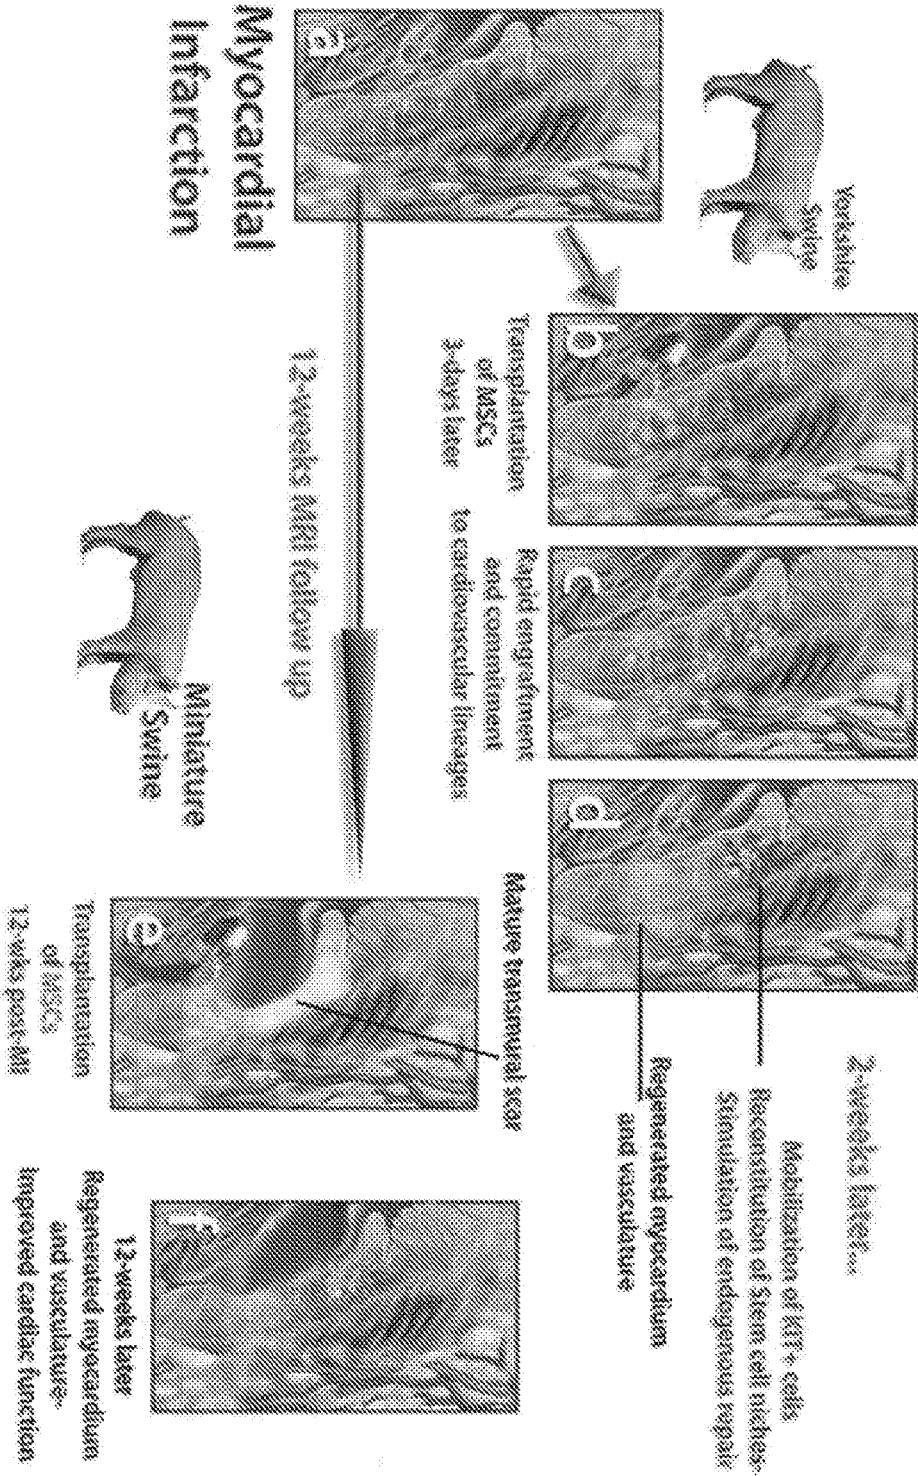 Yorkshire
Swine
a
Myocardial
Infarction
b
Transplantation
of MSCs
3-days later
c
Rapid engraftment
and commitment
to cardiovascular lineages
d
2-weeks later...
Mobilization of KIT+ cells
Reconstitution of Stem cell niches-
Stimulation of endogenous repair
Regenerated myocardium
and vasculature
12-weeks MRI follow up
Miniature
Swine
Mature transmural scar
e
Transplantation
of MSCs
12-wks post-MI
f
12-weeks later
Regenerated myocardium
and vasculature-
Improved cardiac function